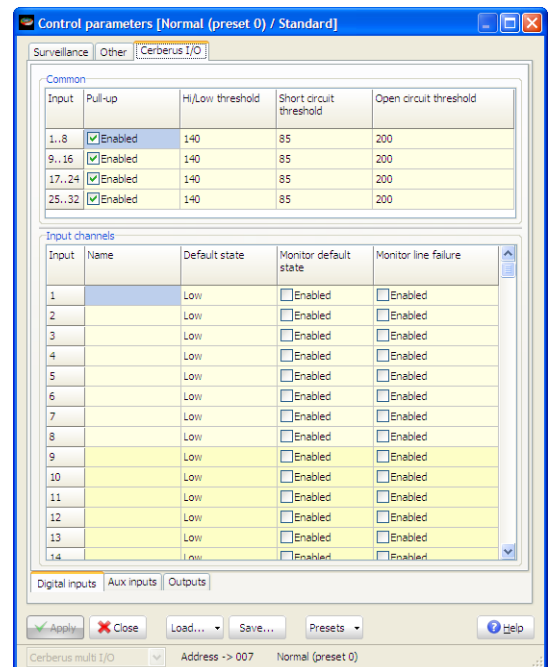 Control parameters [Normal (preset 0) / Standard]
Surveillance Other Cerberus I/O
Common
Input Pull-up Hi/Low threshold Short circuit threshold Open circuit threshold
1..8 Enabled 140 85 200
9..16 Enabled 140 85 200
17..24 Enabled 140 85 200
25..32 Enabled 140 85 200
Input channels
Input Name Default state Monitor default state Monitor line failure
1 Low Enabled Enabled
2 Low Enabled Enabled
3 Low Enabled Enabled
4 Low Enabled Enabled
5 Low Enabled Enabled
6 Low Enabled Enabled
7 Low Enabled Enabled
8 Low Enabled Enabled
9 Low Enabled Enabled
10 Low Enabled Enabled
11 Low Enabled Enabled
12 Low Enabled Enabled
13 Low Enabled Enabled
14 Low Enabled Enabled
Digital inputs Aux inputs Outputs
Apply Close Load... Save... Presets Help
Cerberus multi I/O Address -> 007 Normal (preset 0)